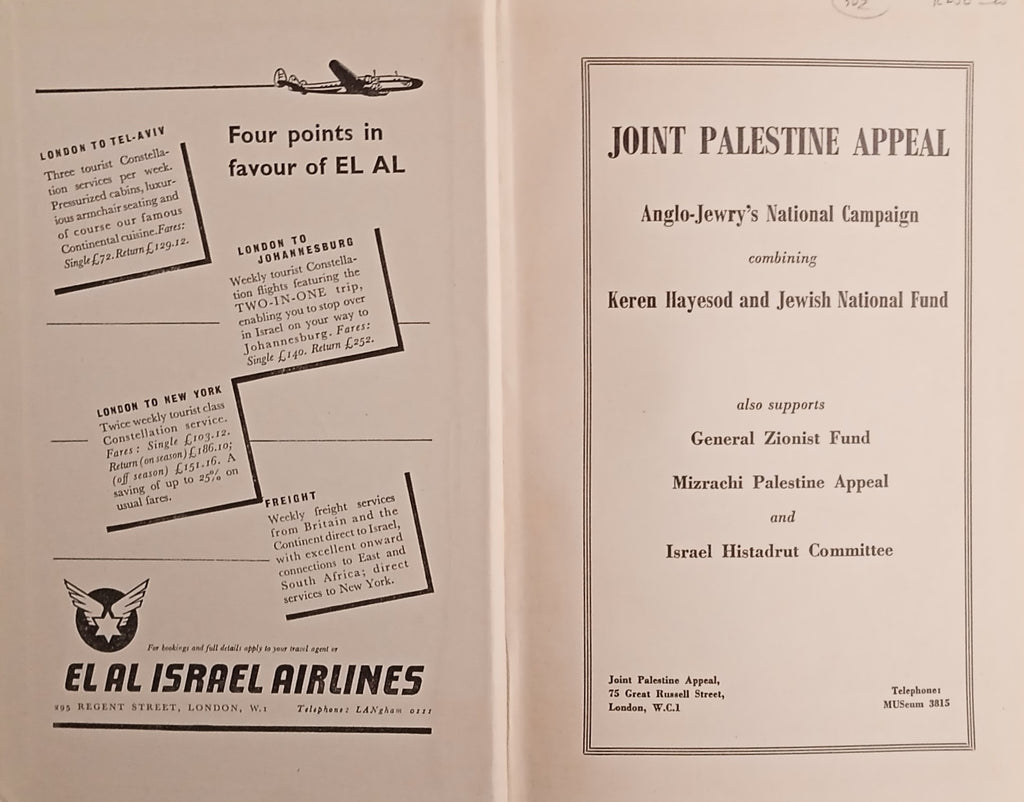 Four points in
favour of EL AL
LONDON TO TEL-AVIV
Three tourist Constella-
tion services per week.
Pressurized cabins, luxur-
ious armchair seating and
of course our famous
Continental cuisine. Fares:
Single £72. Return £129.12.
LONDON TO
JOHANNESBURG
Weekly tourist Constella-
tion flights featuring the
TWO-IN-ONE trip,
enabling you to stop over
in Israel on your way to
Johannesburg. Fares:
Single £140. Return £252.
LONDON TO NEW YORK
Twice weekly tourist class
Constellation service.
Fares: Single £103.12.
Return (on season) £186.10;
(off season) £151.16. A
saving of up to 25% on
usual fares.
FREIGHT
Weekly freight services
from Britain and the
Continent direct to Israel,
with excellent onward
connections to East and
South Africa; direct
services to New York.
For bookings and full details apply to your travel agent or
EL AL ISRAEL AIRLINES
REGENT STREET, LONDON, W.1 Telephone: LANgham 0111
JOINT PALESTINE APPEAL
Anglo-Jewry's National Campaign
combining
Keren Hayesod and Jewish National Fund
also supports
General Zionist Fund
Mizrachi Palestine Appeal
and
Israel Histadrut Committee
Joint Palestine Appeal,
75 Great Russell Street,
London, W.C.1
Telephone:
MUSeum 3815